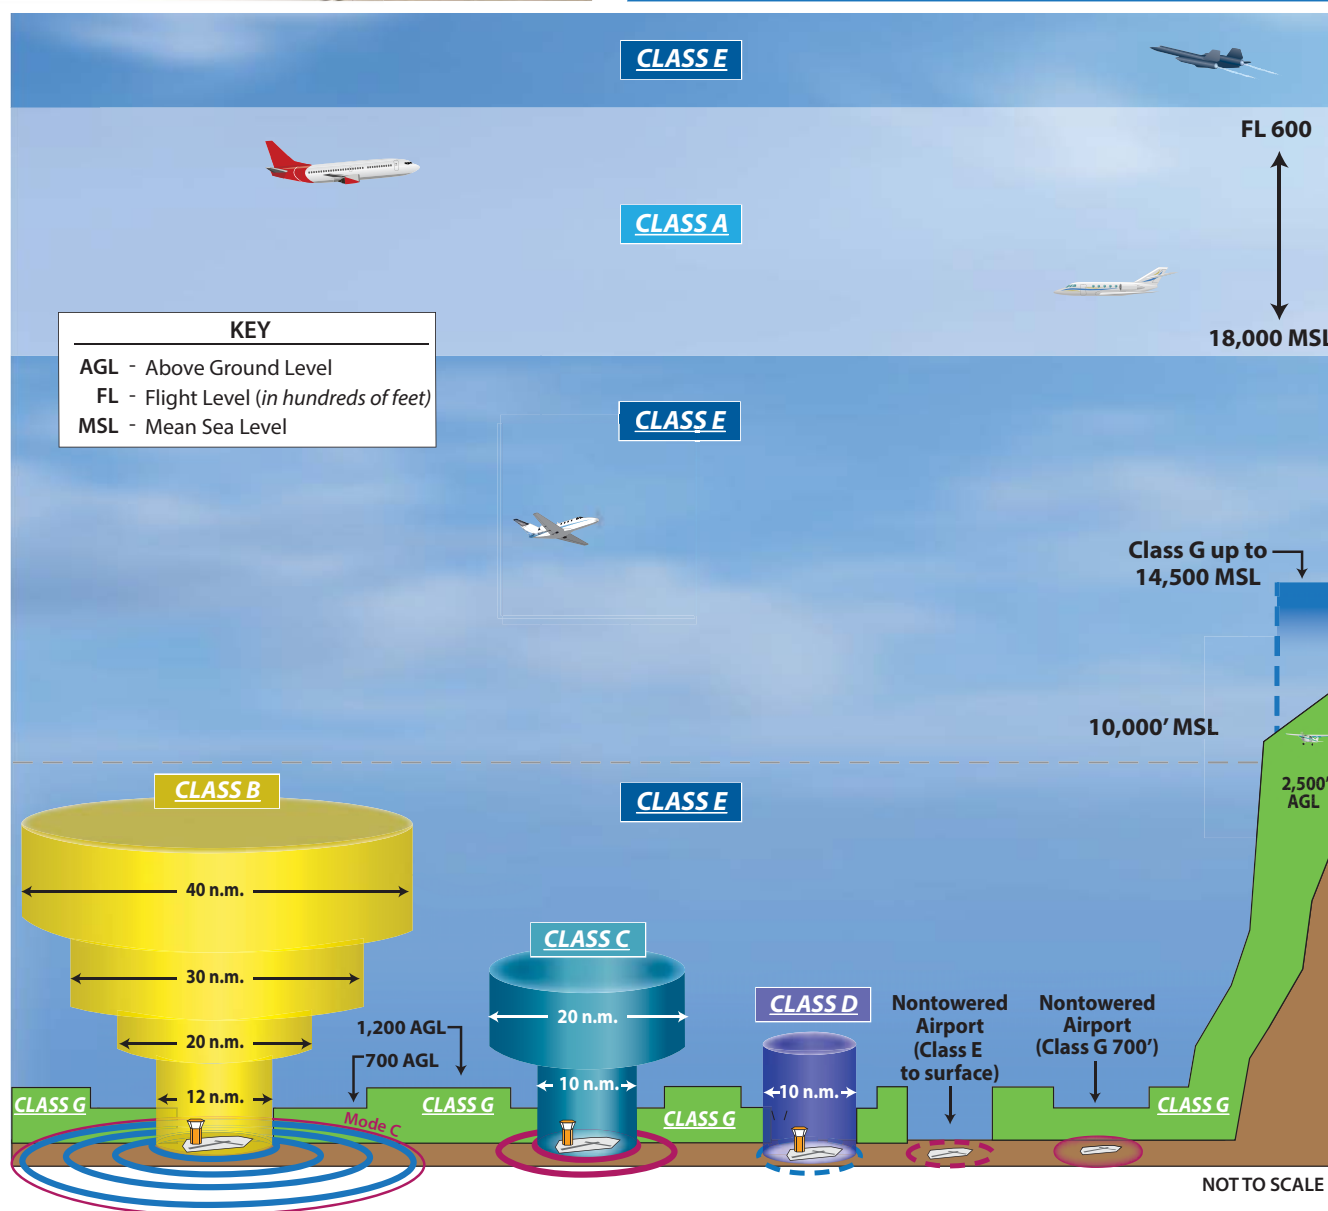 CLASS E
FL 600
CLASS A
18,000 MSL
KEY
AGL - Above Ground Level
FL - Flight Level (in hundreds of feet)
MSL - Mean Sea Level
CLASS E
Class G up to
14,500 MSL
10,000’ MSL
CLASS B
CLASS E
2,500’
AGL
40 n.m.
CLASS C
30 n.m.
CLASS D
Nontowered
Airport
(Class E
to surface)
Nontowered
Airport
(Class G 700’)
20 n.m.
1,200 AGL
20 n.m.
700 AGL
10 n.m.
10 n.m.
12 n.m.
CLASS G
CLASS G
CLASS G
CLASS G
Mode C
NOT TO SCALE